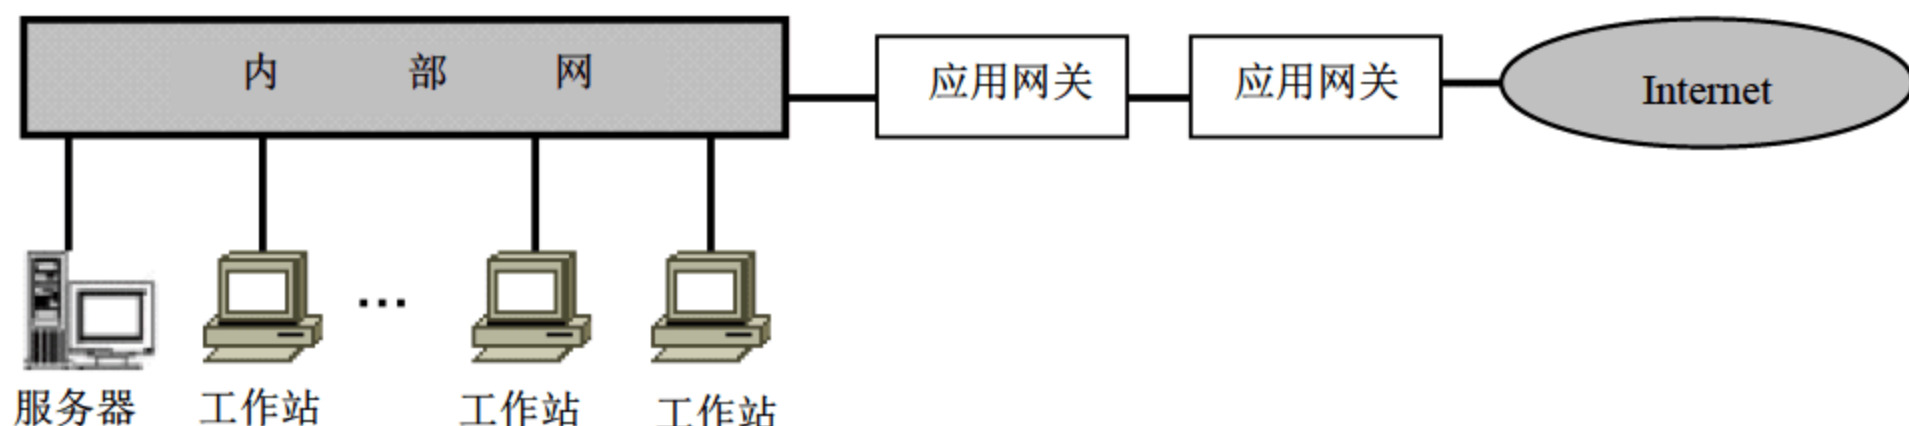 内 部 网
应用网关
应用网关
Internet
...
服务器
工作站
工作站
工作站